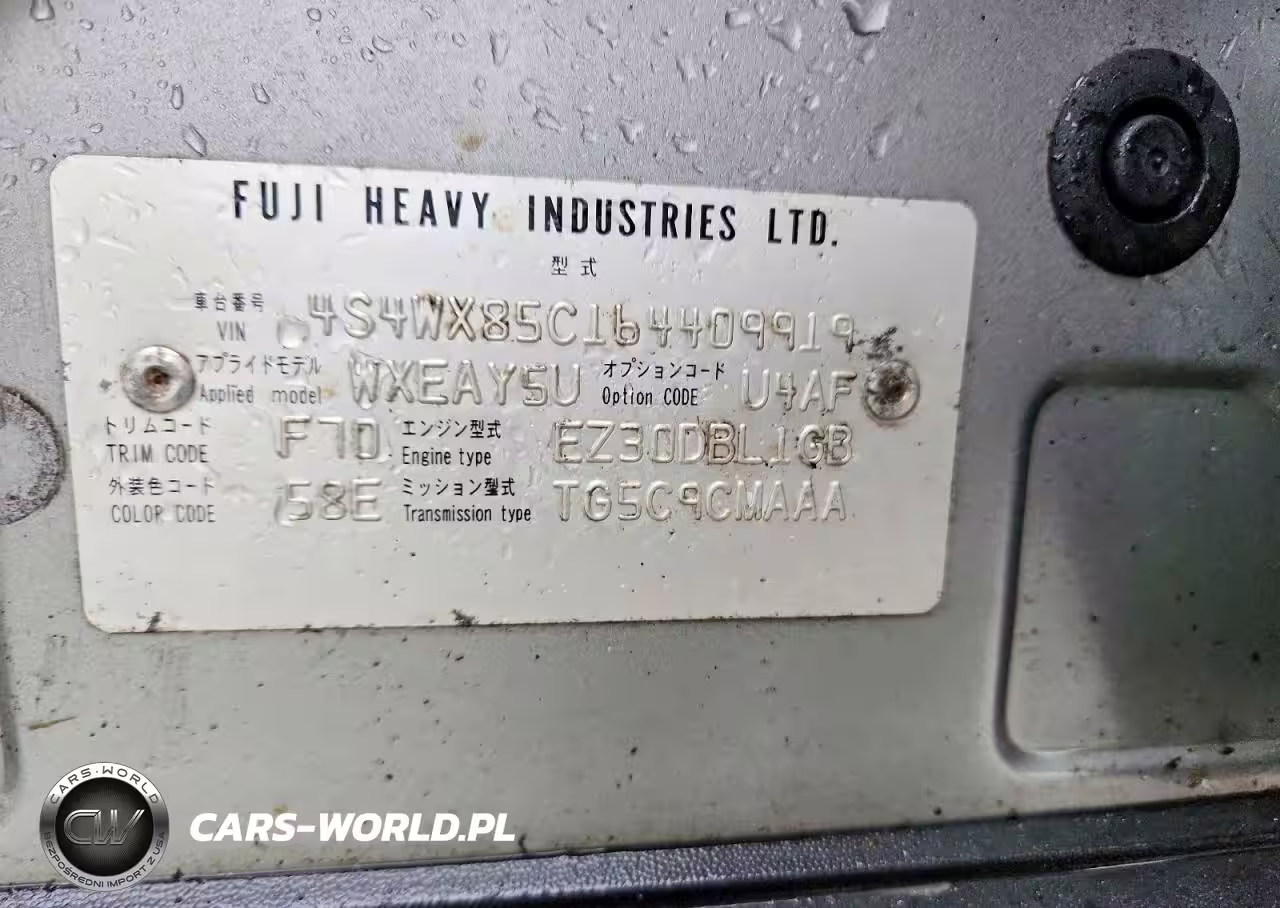 FUJI HEAVY INDUSTRIES LTD.
型式
車台番号
VIN 4S4WX85C164409919
アプライドモデル オプションコード
Applied model WXEAY5U Option CODE U4AF
トリムコード エンジン型式
TRIM CODE F70 Engine type EZ30DBL1GB
外装色コード ミッション型式
COLOR CODE 58E Transmission type TG5C9CMAAA
CARS-WORLD
CW
BEZPOŚREDNI IMPORT Z USA
CARS-WORLD.PL